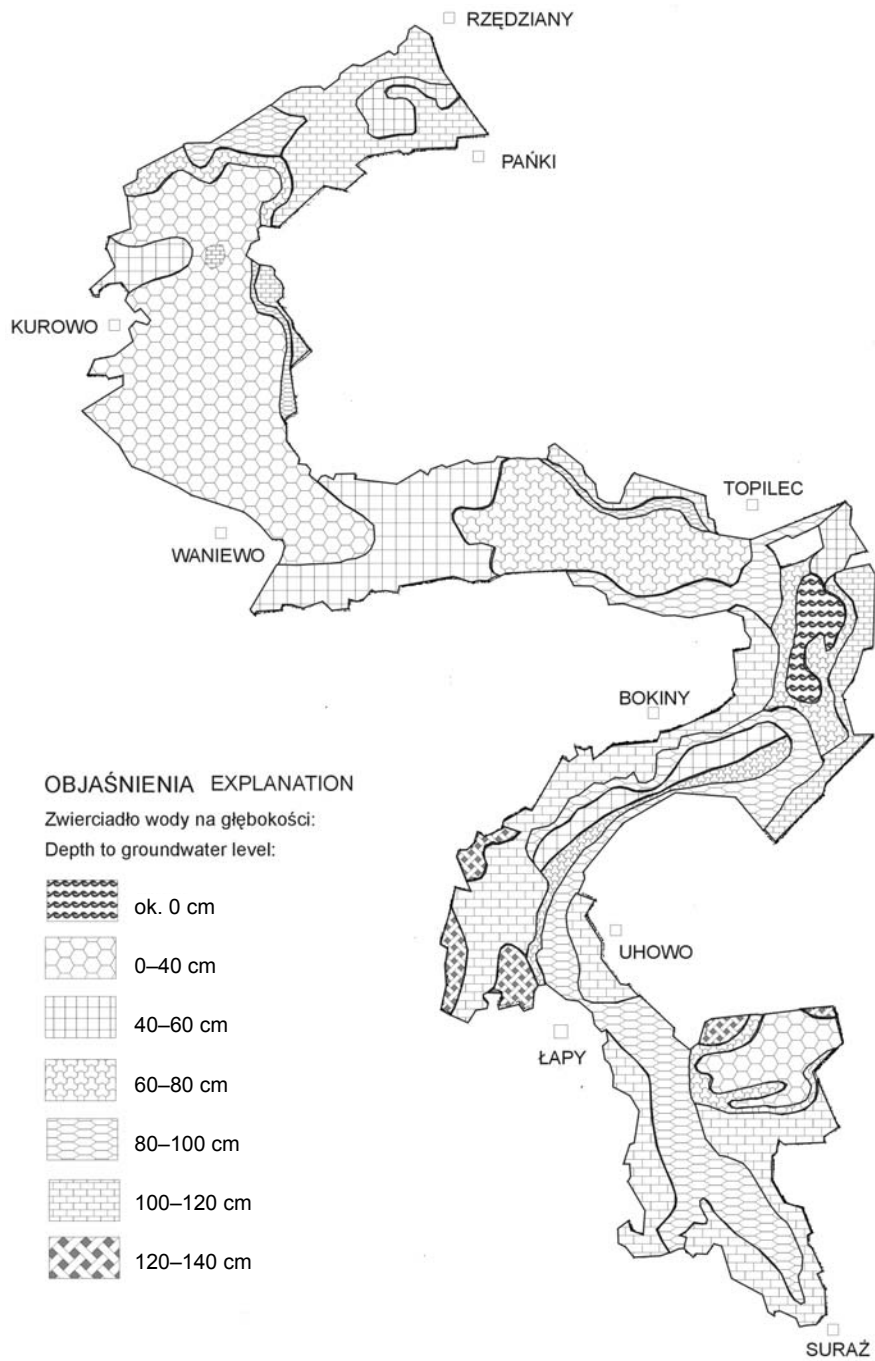 RZĘDZIANY
PAŃKI
KUROWO
TOPILEC
WANIEWO
BOKINY
OBJAŚNIENIA EXPLANATION
Zwierciadło wody na głębokości:
Depth to groundwater level:
ok. 0 cm
0–40 cm
40–60 cm
60–80 cm
80–100 cm
100–120 cm
120–140 cm
UHOWO
ŁAPY
SURAŻ